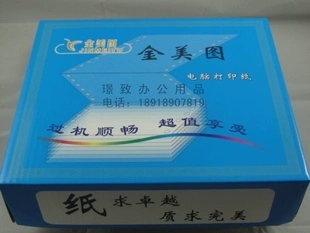 金美图
金美图
电脑打印纸
璟致办公用品
电话：18918907819
过机顺畅 超值享受
纸 求卓越
质求完美